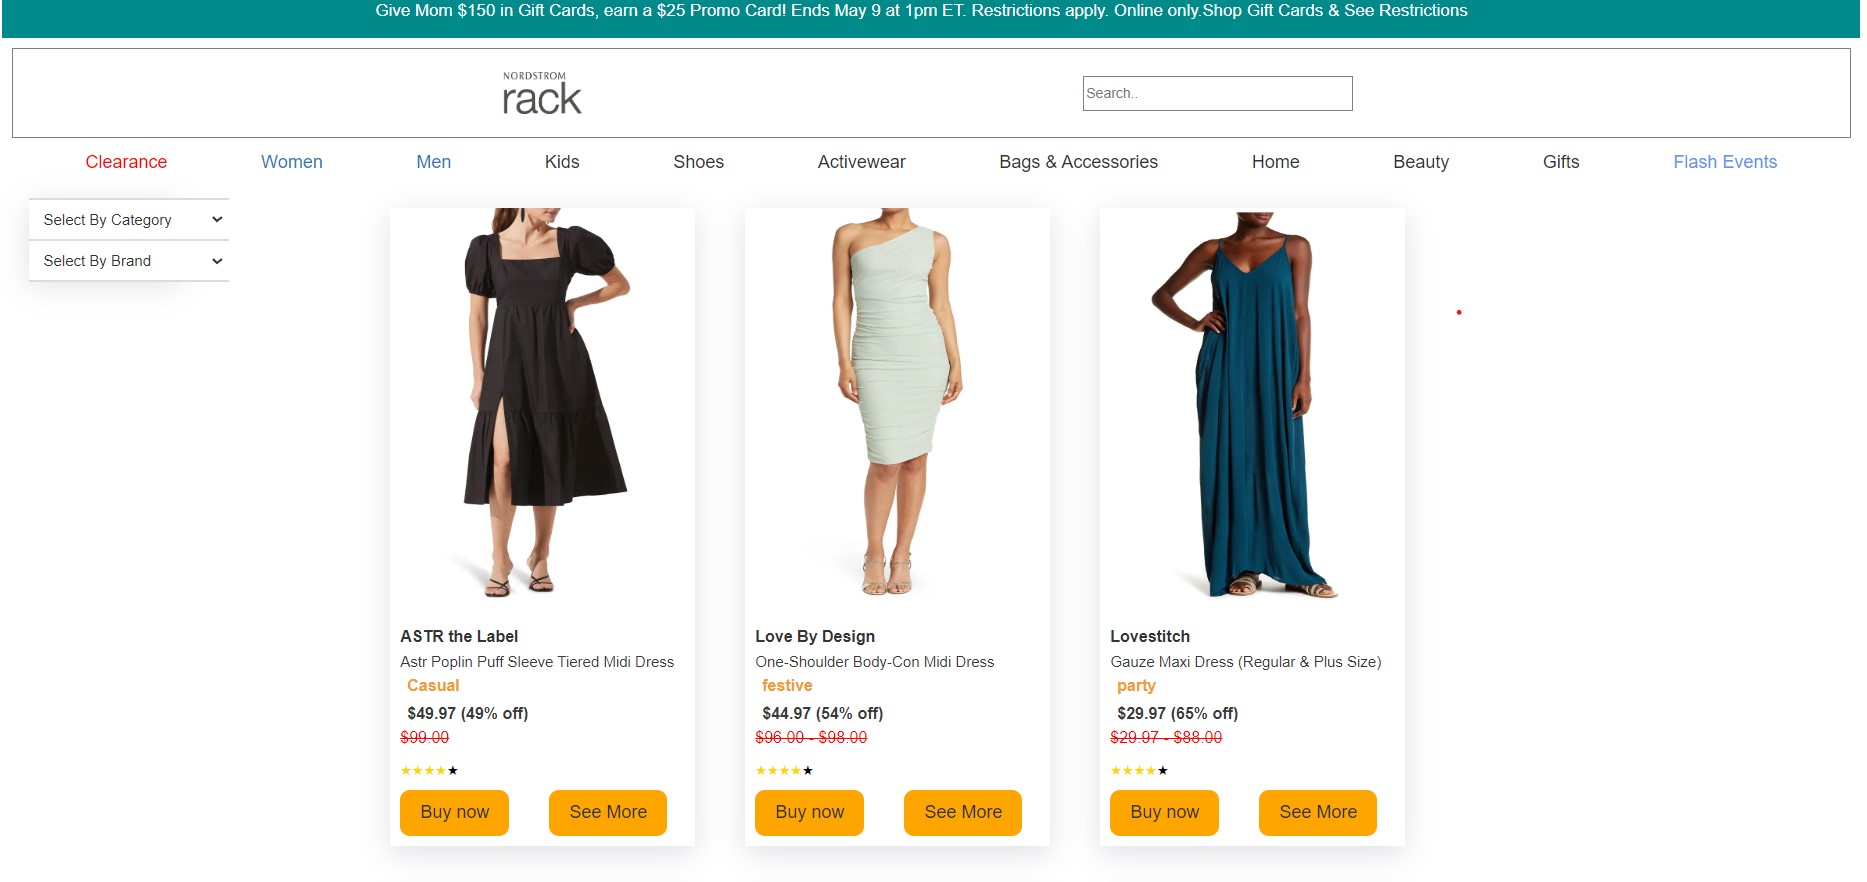 Give Mom $150 in Gift Cards, earn a $25 Promo Card! Ends May 9 at 1pm ET. Restrictions apply. Online only.Shop Gift Cards & See Restrictions
NORDSTROM
rack
Search..
Clearance Women Men Kids Shoes Activewear Bags & Accessories Home Beauty Gifts Flash Events
Select By Category
Select By Brand
ASTR the Label
Astr Poplin Puff Sleeve Tiered Midi Dress
Casual
$49.97 (49% off)
$99.00
★★★★★
Buy now See More
Love By Design
One-Shoulder Body-Con Midi Dress
festive
$44.97 (54% off)
$96.00 - $98.00
★★★★★
Buy now See More
Lovestitch
Gauze Maxi Dress (Regular & Plus Size)
party
$29.97 (65% off)
$29.97 - $88.00
★★★★★
Buy now See More